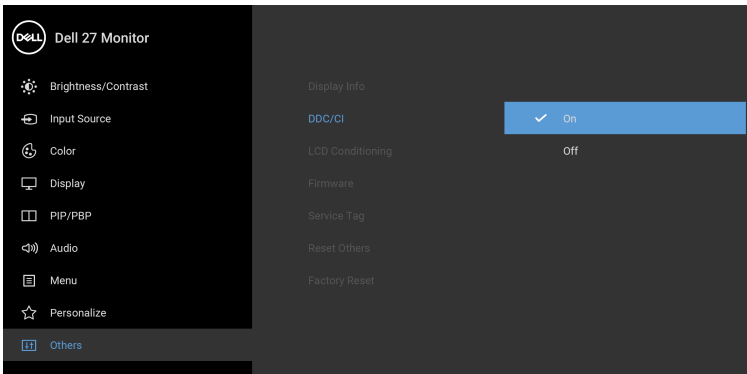 DELL
Dell 27 Monitor
Brightness/Contrast
Input Source
Color
Display
PIP/PBP
Audio
Menu
Personalize
Others
Display Info
DDC/CI
LCD Conditioning
Firmware
Service Tag
Reset Others
Factory Reset
On
Off